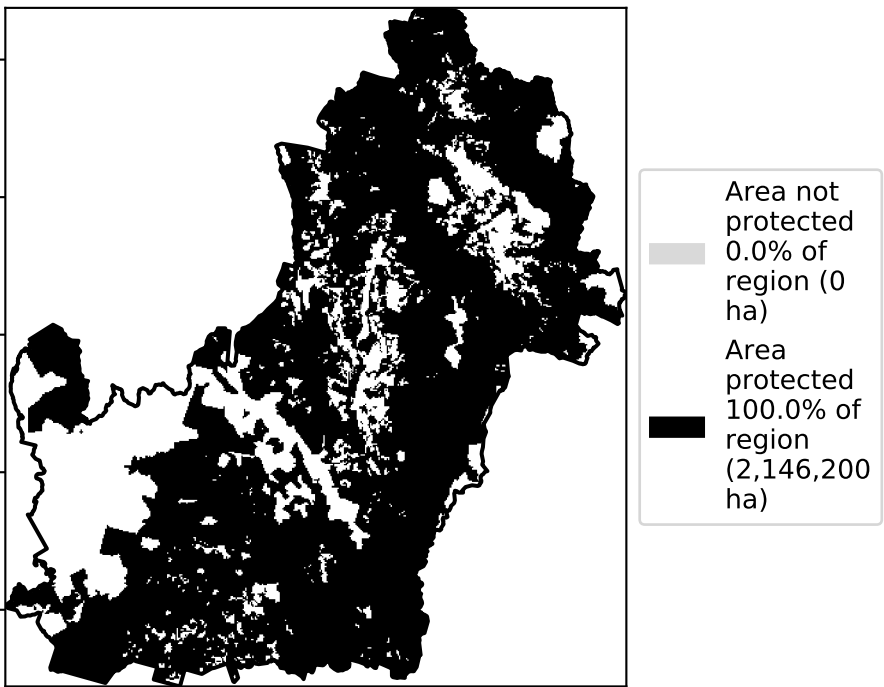 Area not
protected
0.0% of
region (0
ha)
Area
protected
100.0% of
region
(2,146,200
ha)